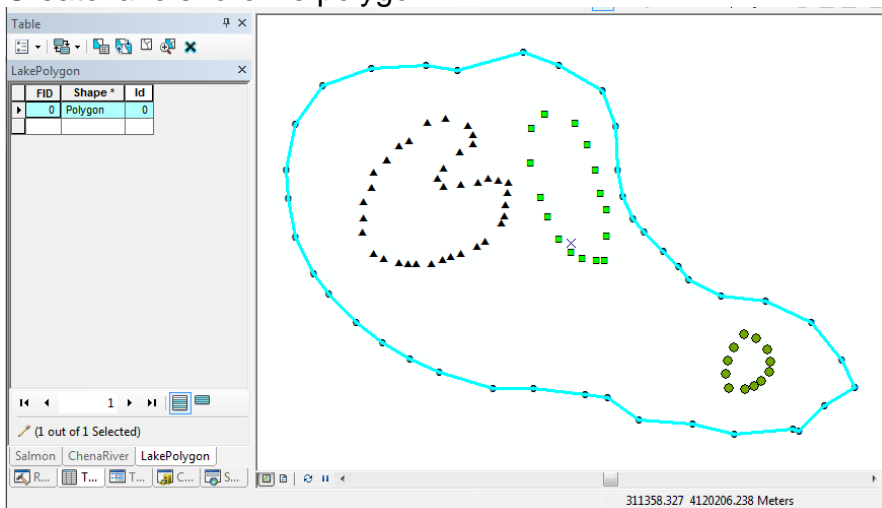 Table
LakePolygon
FID Shape * Id
0 Polygon 0
1
(1 out of 1 Selected)
Salmon ChenaRiver LakePolygon
R... T... T... C... S...
311358.327 4120206.238 Meters